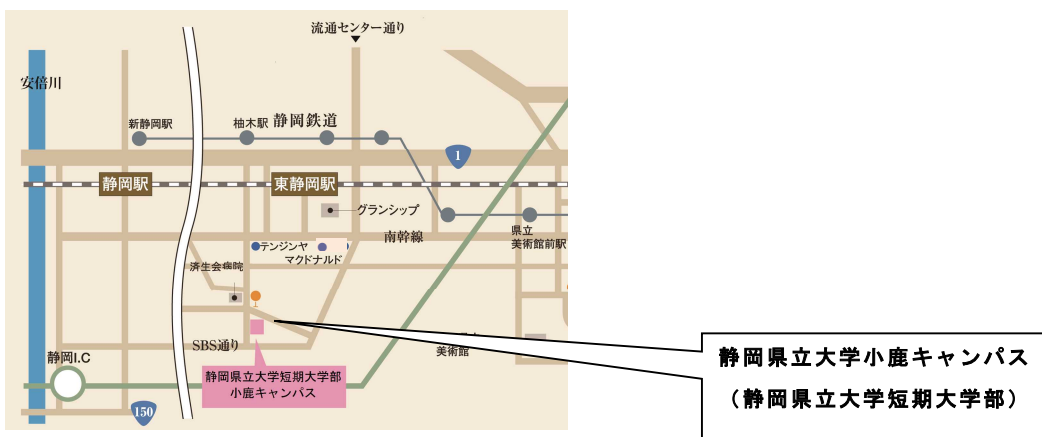 流通センター通り
安倍川
新静岡駅
柚木駅
静岡鉄道
1
静岡駅
東静岡駅
グランシップ
県立
美術館前駅
南幹線
テンジンヤ
マクドナルド
済生会病院
SBS通り
美術館
静岡I.C
静岡県立大学短期大学部
小鹿キャンパス
150
静岡県立大学小鹿キャンパス
（静岡県立大学短期大学部）